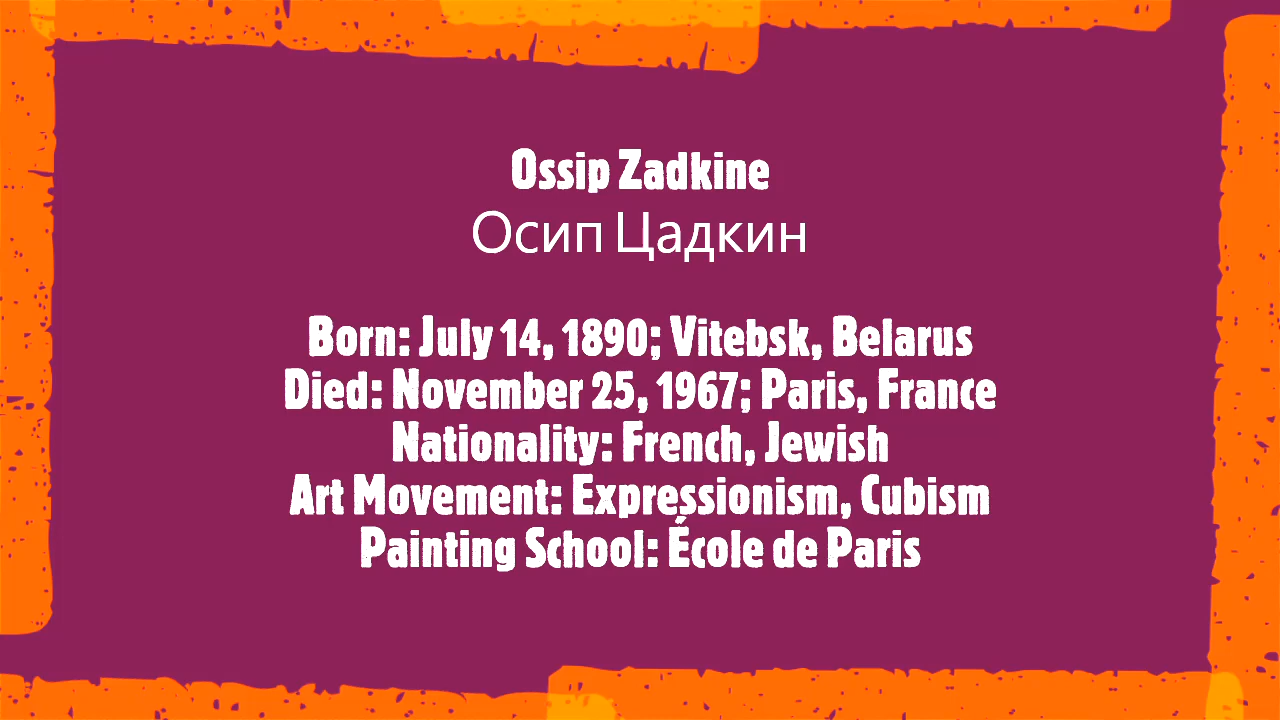 Ossip Zadkine
Осип Цадкин
Born: July 14, 1890; Vitebsk, Belarus
Died: November 25, 1967; Paris, France
Nationality: French, Jewish
Art Movement: Expressionism, Cubism
Painting School: École de Paris